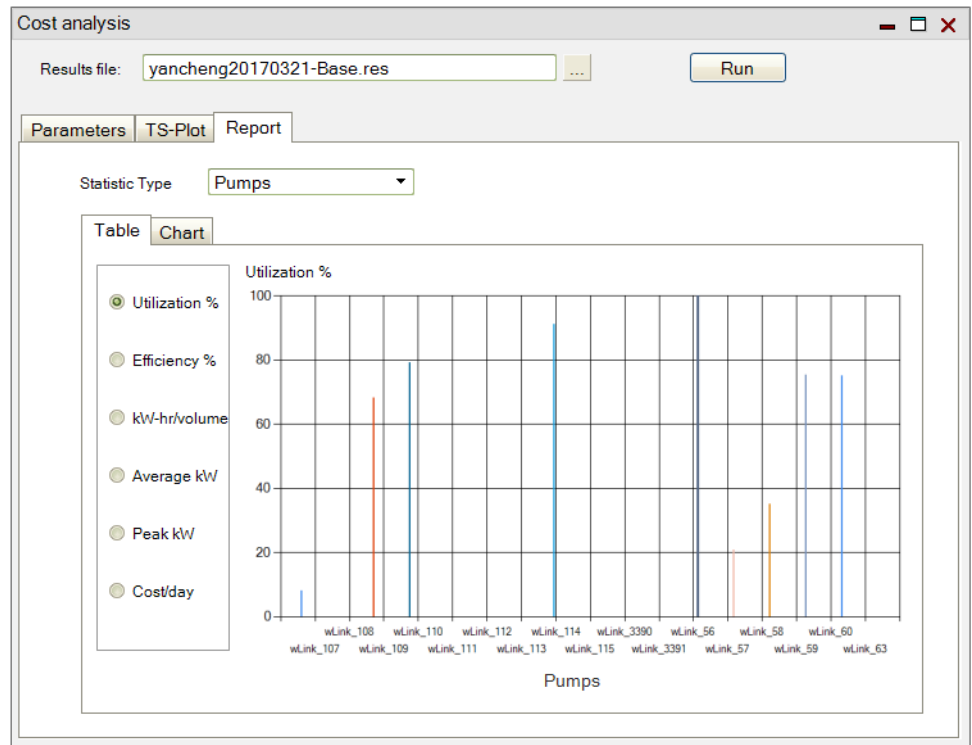 Cost analysis
Results file: yancheng20170321-Base.res ... Run
Parameters TS-Plot Report
Statistic Type Pumps
Table Chart
Utilization %
Efficiency %
kW-hr/volume
Average kW
Peak kW
Cost/day
Utilization %
100
80
60
40
20
0
wLink_108 wLink_110 wLink_112 wLink_114 wLink_3390 wLink_56 wLink_58 wLink_60
wLink_107 wLink_109 wLink_111 wLink_113 wLink_115 wLink_3391 wLink_57 wLink_59 wLink_63
Pumps